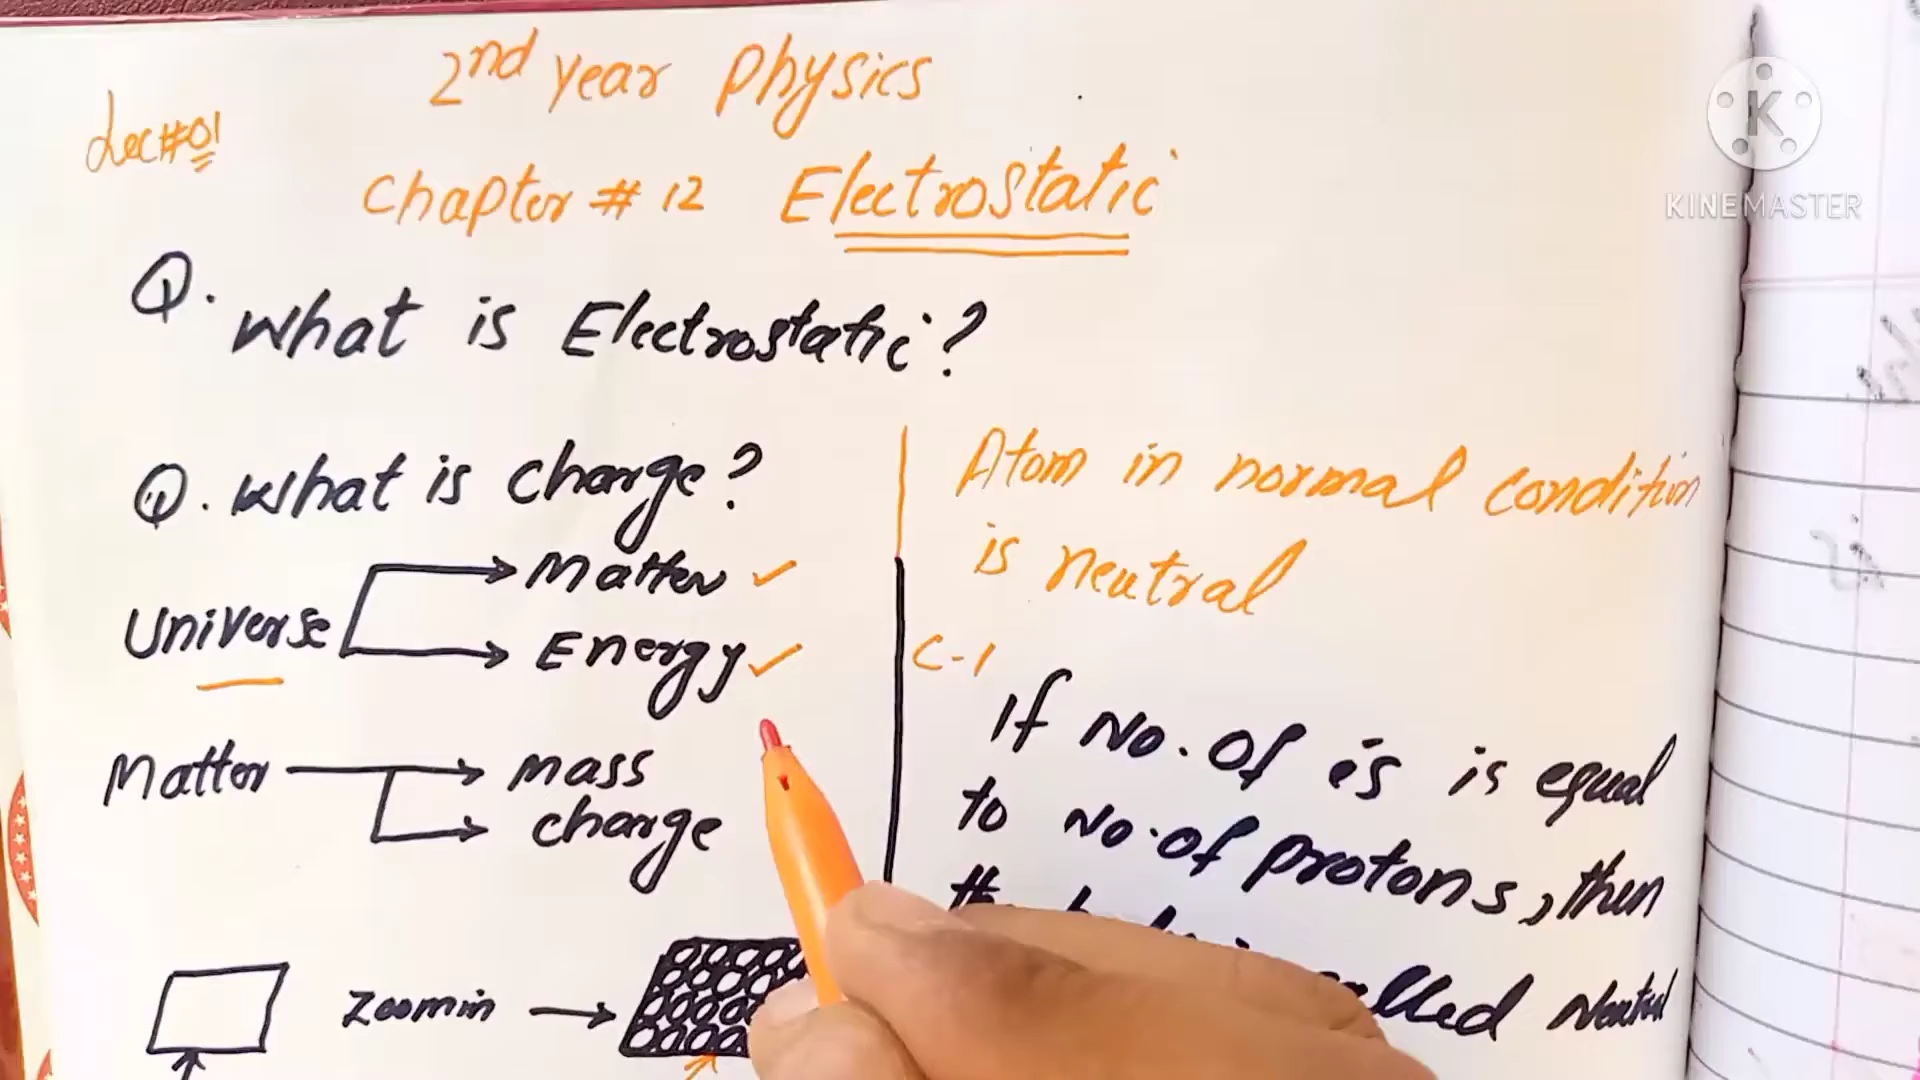 2nd year Physics
Lec#01
Chapter # 12 Electrostatic
KINEMASTER
Q. What is Electrostatic?
Q. What is charge?
Universe
Matter ✓
Energy ✓
Matter
mass
charge
Zoomin
Atom in normal condition
is neutral
C-1
If No. Of és is equal
to No. of protons, then
called Neutral